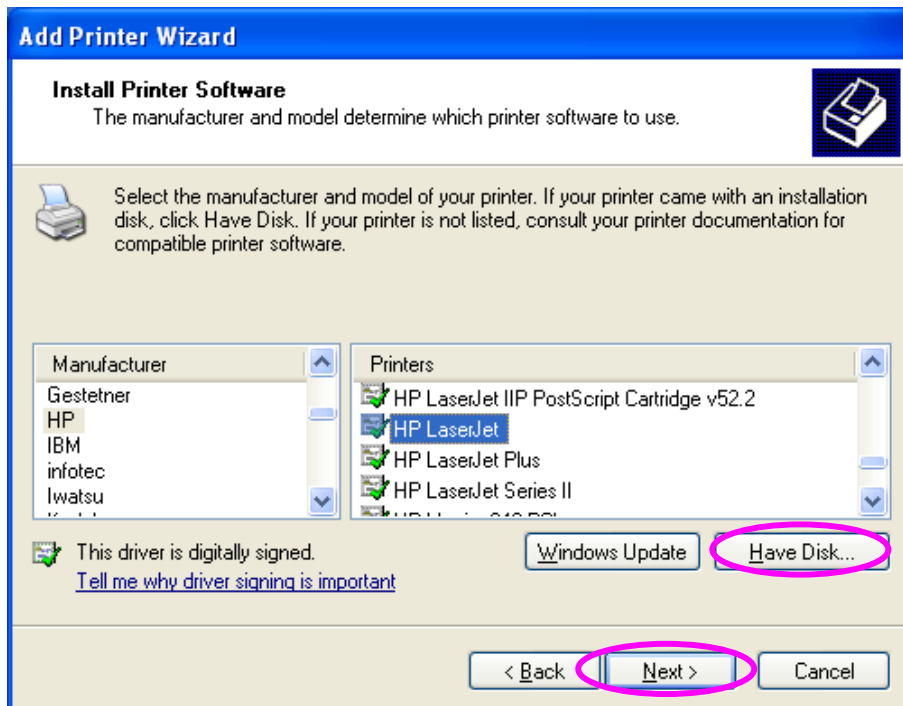 Add Printer Wizard
Install Printer Software
The manufacturer and model determine which printer software to use.
Select the manufacturer and model of your printer. If your printer came with an installation
disk, click Have Disk. If your printer is not listed, consult your printer documentation for
compatible printer software.
Manufacturer
Gestetner
HP
IBM
infotec
Iwatsu
Printers
HP LaserJet IIP PostScript Cartridge v52.2
HP LaserJet
HP LaserJet Plus
HP LaserJet Series II
This driver is digitally signed.
Tell me why driver signing is important
Windows Update
Have Disk...
< Back
Next >
Cancel